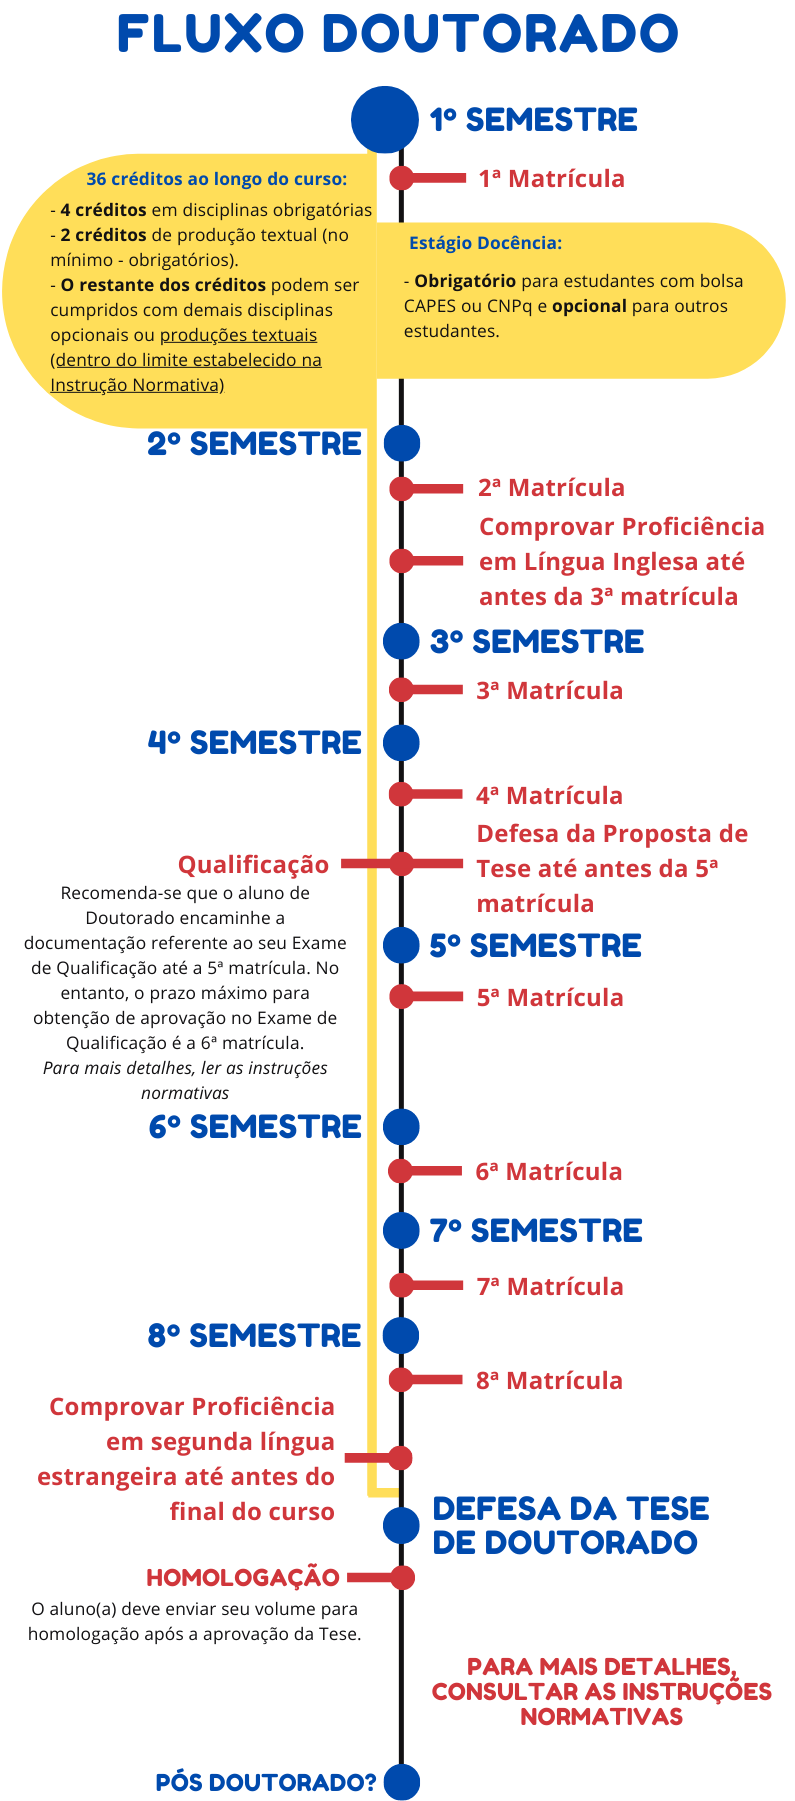 FLUXO DOUTORADO
1º SEMESTRE
1ª Matrícula
36 créditos ao longo do curso:
- 4 créditos em disciplinas obrigatórias
- 2 créditos de produção textual (no
mínimo - obrigatórios).
- O restante dos créditos podem ser
cumpridos com demais disciplinas
opcionais ou produções textuais
(dentro do limite estabelecido na
Instrução Normativa)
Estágio Docência:
- Obrigatório para estudantes com bolsa
CAPES ou CNPq e opcional para outros
estudantes.
2º SEMESTRE
2ª Matrícula
Comprovar Proficiência
em Língua Inglesa até
antes da 3ª matrícula
3º SEMESTRE
3ª Matrícula
4º SEMESTRE
4ª Matrícula
Defesa da Proposta de
Tese até antes da 5ª
matrícula
Qualificação
Recomenda-se que o aluno de
Doutorado encaminhe a
documentação referente ao seu Exame
de Qualificação até a 5ª matrícula. No
entanto, o prazo máximo para
obtenção de aprovação no Exame de
Qualificação é a 6ª matrícula.
Para mais detalhes, ler as instruções
normativas
5º SEMESTRE
5ª Matrícula
6º SEMESTRE
6ª Matrícula
7º SEMESTRE
7ª Matrícula
8º SEMESTRE
8ª Matrícula
Comprovar Proficiência
em segunda língua
estrangeira até antes do
final do curso
DEFESA DA TESE
DE DOUTORADO
HOMOLOGAÇÃO
O aluno(a) deve enviar seu volume para
homologação após a aprovação da Tese.
PARA MAIS DETALHES,
CONSULTAR AS INSTRUÇÕES
NORMATIVAS
PÓS DOUTORADO?